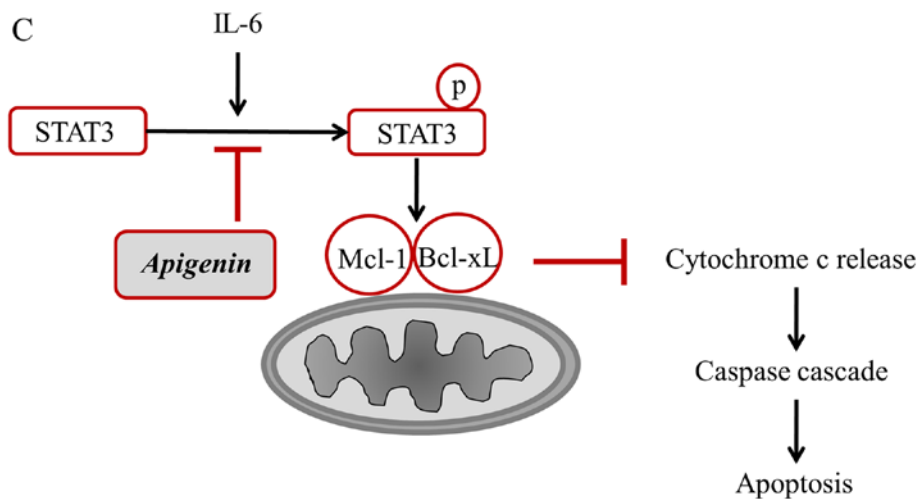 C
IL-6
p
STAT3
STAT3
Apigenin
Mcl-1
Bcl-xL
Cytochrome c release
Caspase cascade
Apoptosis